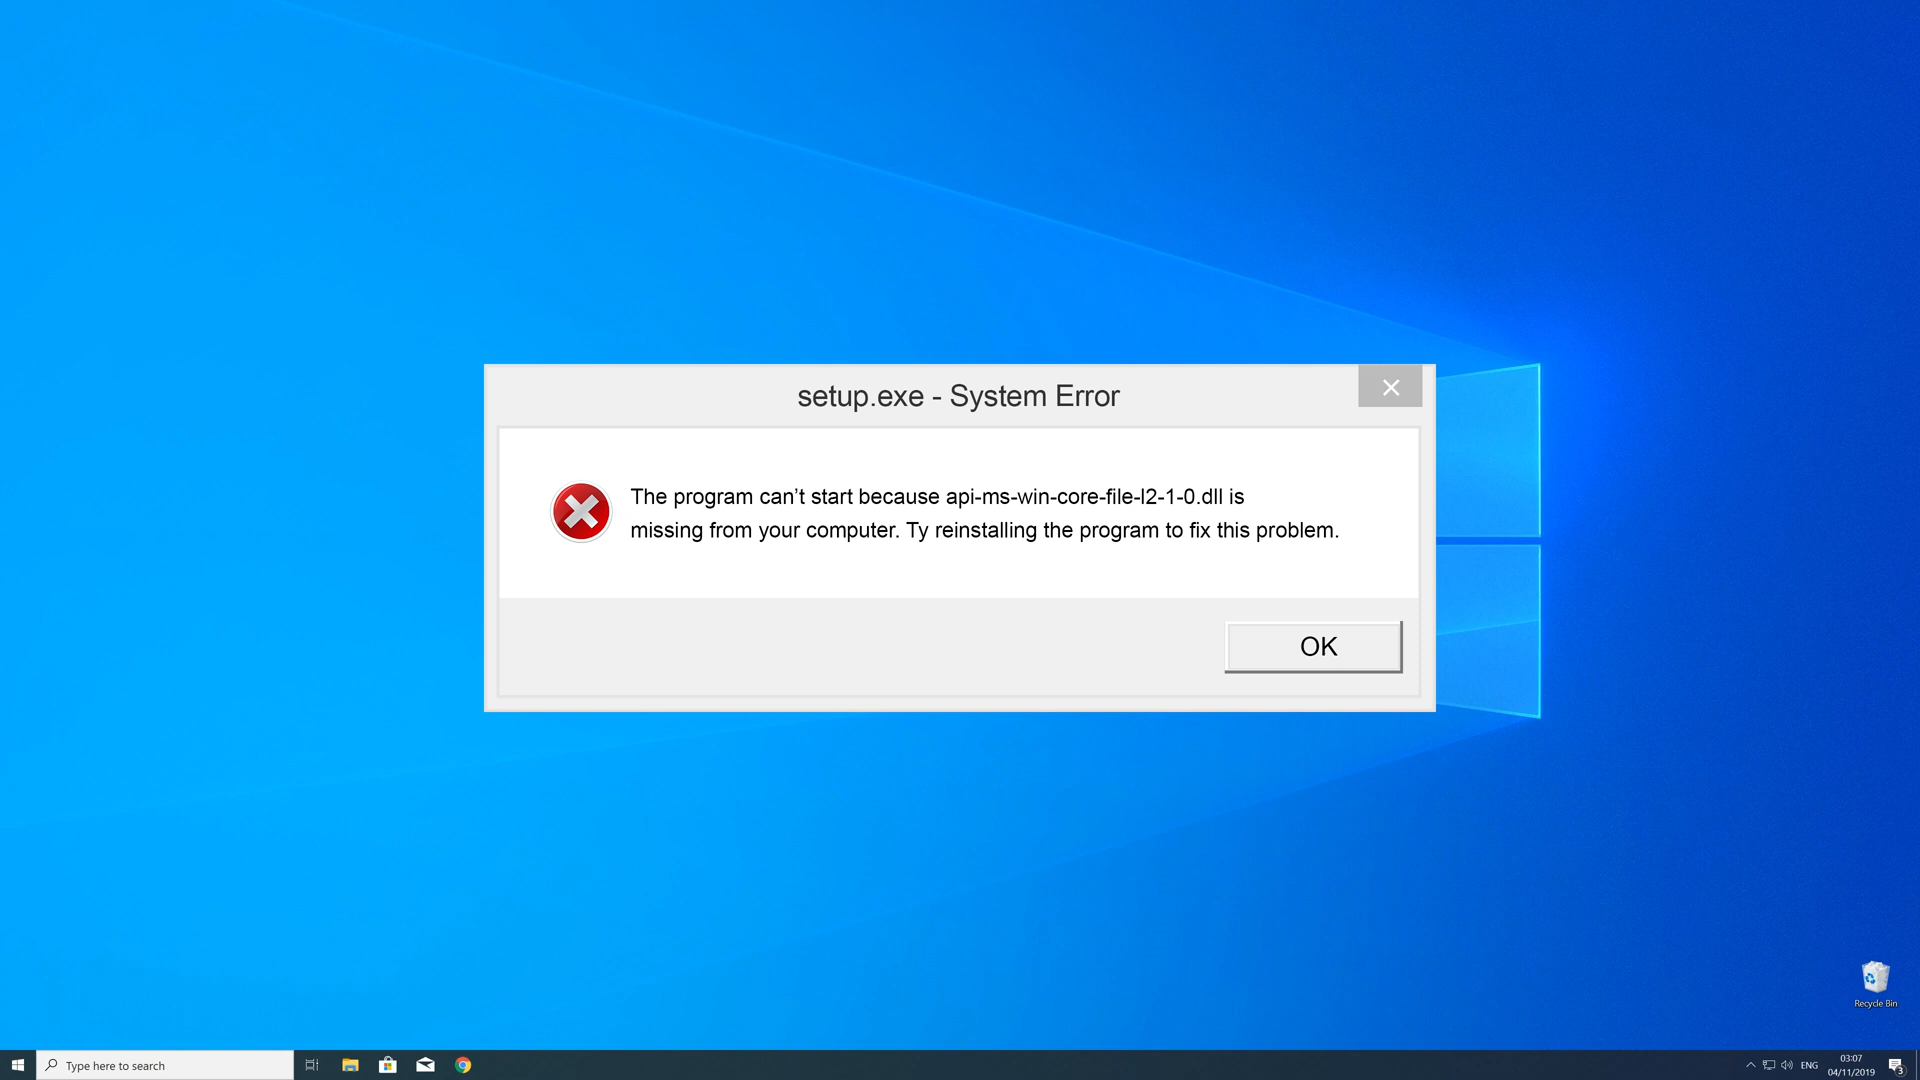 setup.exe - System Error
The program can’t start because api-ms-win-core-file-l2-1-0.dll is
missing from your computer. Ty reinstalling the program to fix this problem.
OK
Recycle Bin
Type here to search
ENG
03:07
04/11/2019
3